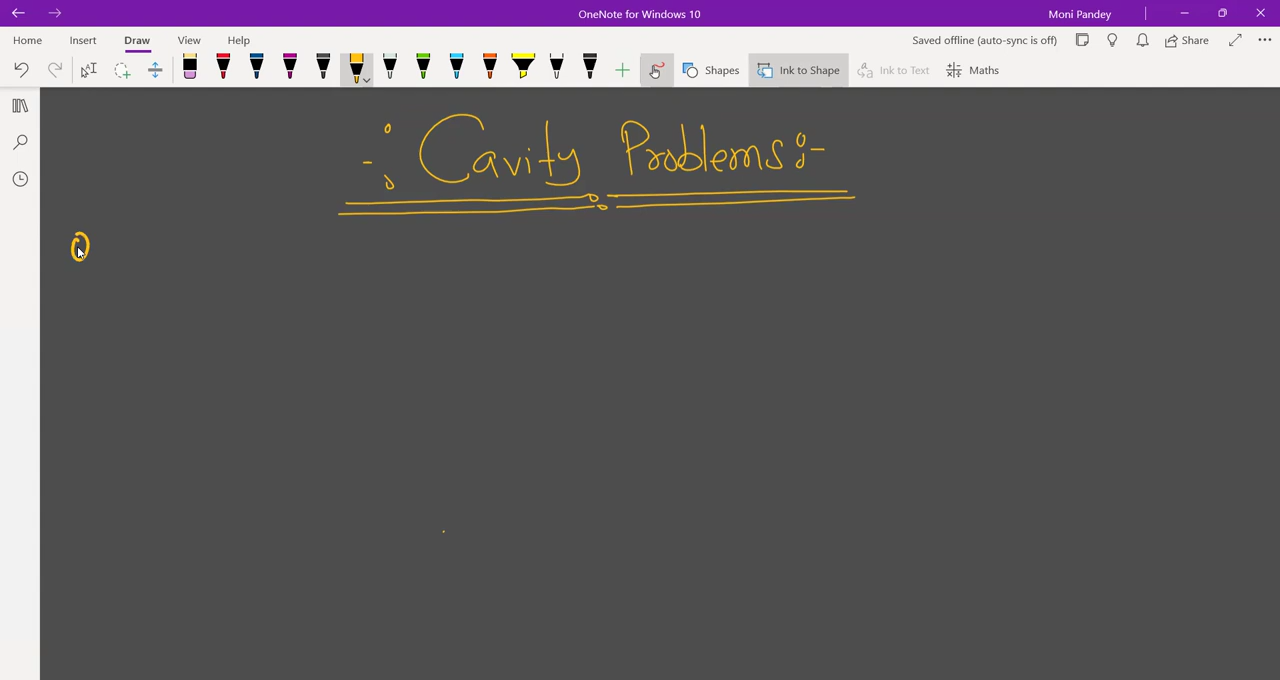 OneNote for Windows 10
Moni Pandey
Home Insert Draw View Help
Saved offline (auto-sync is off) Share
Shapes Ink to Shape Ink to Text Maths
-: Cavity Problems :-